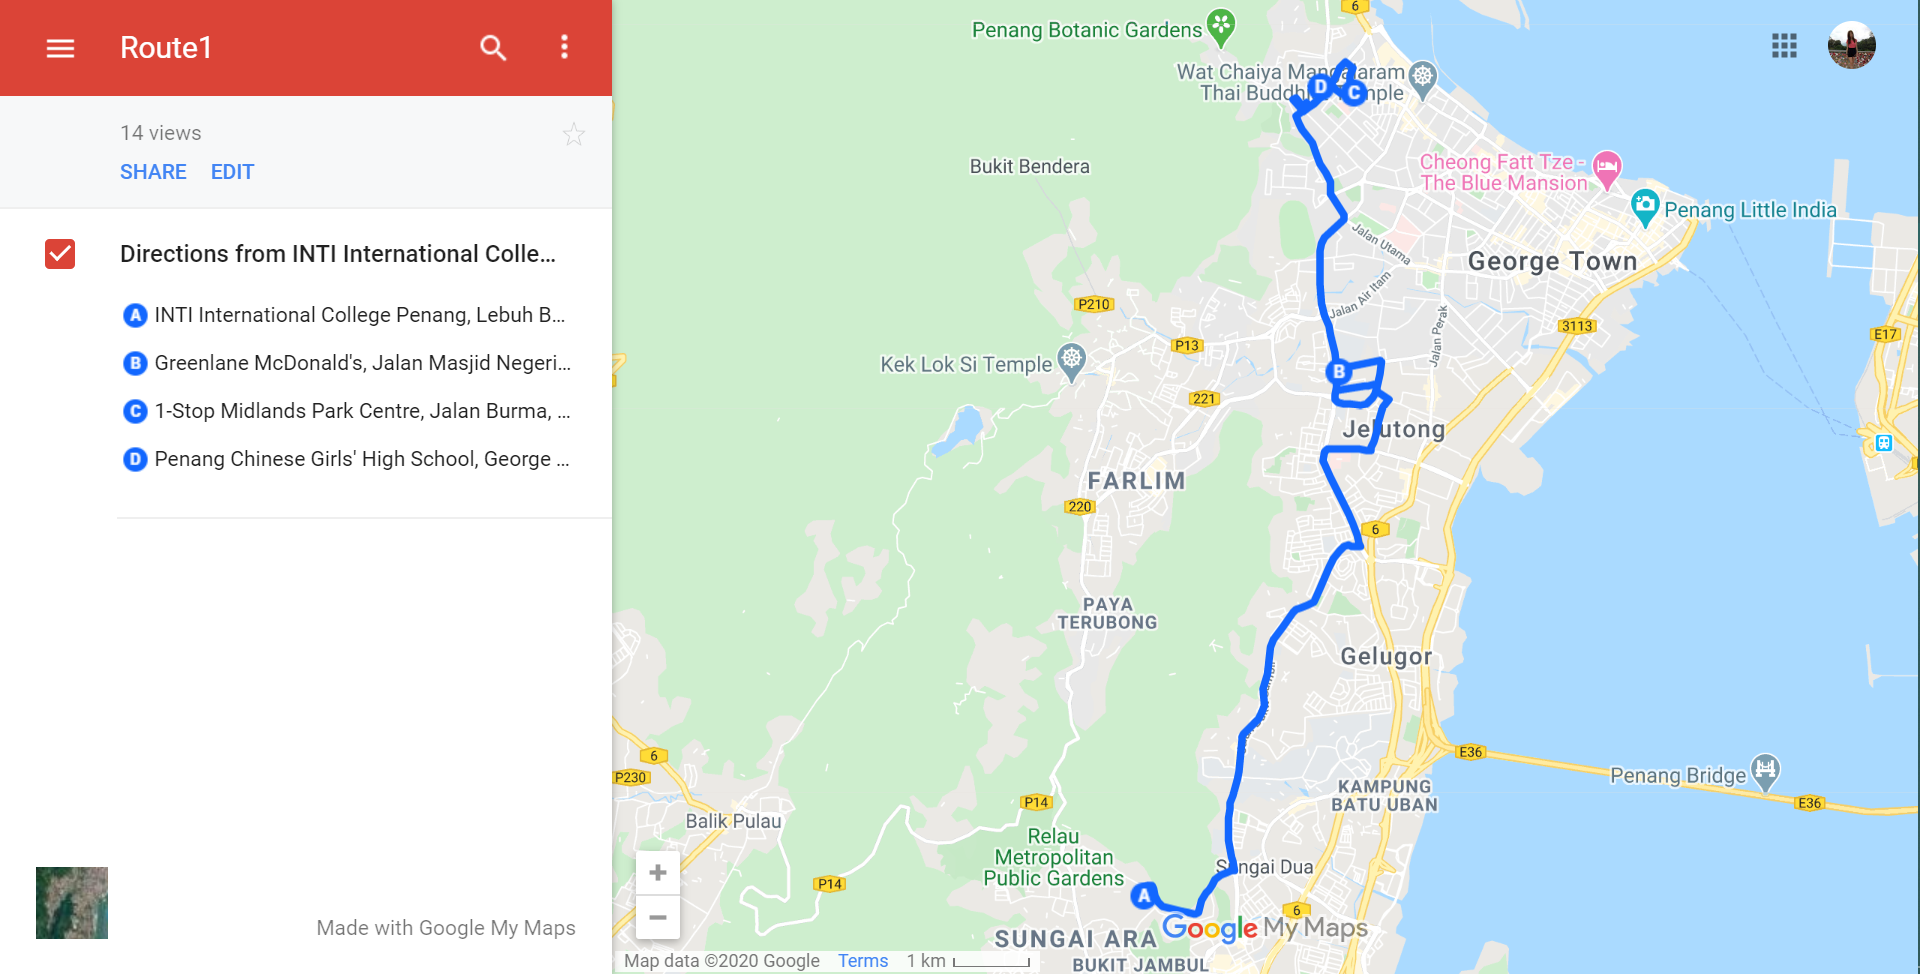 Route1
14 views
SHARE EDIT
Directions from INTI International Colle...
A INTI International College Penang, Lebuh B...
B Greenlane McDonald's, Jalan Masjid Negeri...
C 1-Stop Midlands Park Centre, Jalan Burma, ...
D Penang Chinese Girls' High School, George ...
Made with Google My Maps
6
Penang Botanic Gardens
Wat Chaiya
Thai
D
C
Bukit Bendera
Cheong Fatt Tze -
The Blue Mansion
Penang Little India
Jalan Utama
George Town
Jalan Air Itam
P210
3113
E17
P13
Jalan Perak
Kek Lok Si Temple
B
221
Jelutong
FARLIM
220
6
PAYA
TERUBONG
Gelugor
6
P230
E36
Penang Bridge
KAMPUNG
BATU UBAN
E36
P14
Balik Pulau
Relau
Metropolitan
Public Gardens
Sungai Dua
P14
A
6
Google My Maps
SUNGAI ARA
BUKIT JAMBUL
Map data ©2020 Google Terms 1 km